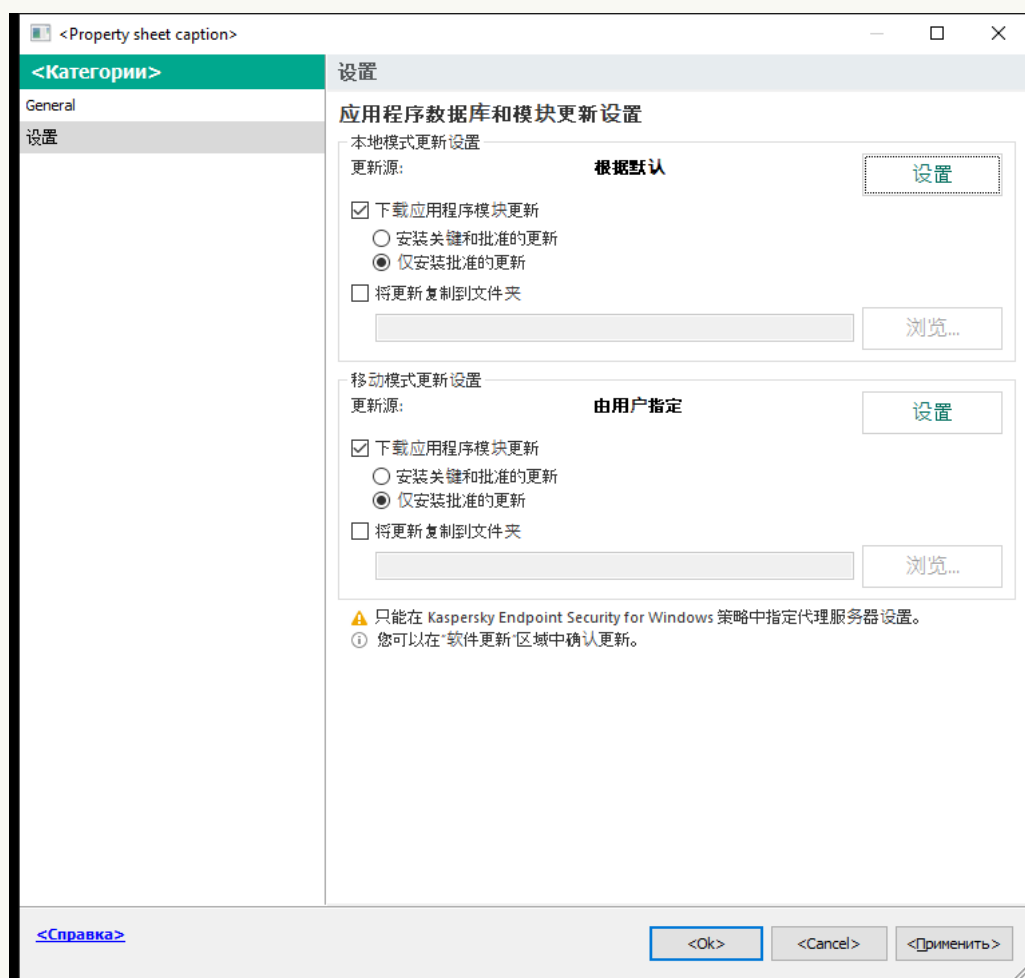 <Property sheet caption>
<Категории>
General
设置
设置
应用程序数据库和模块更新设置
本地模式更新设置
更新源:
根据默认
设置
下载应用程序模块更新
安装关键和批准的更新
仅安装批准的更新
将更新复制到文件夹
浏览...
移动模式更新设置
更新源:
由用户指定
设置
下载应用程序模块更新
安装关键和批准的更新
仅安装批准的更新
将更新复制到文件夹
浏览...
只能在 Kaspersky Endpoint Security for Windows 策略中指定代理服务器设置。
您可以在"软件更新"区域中确认更新。
<Справка>
<Ok>
<Cancel>
<Применить>